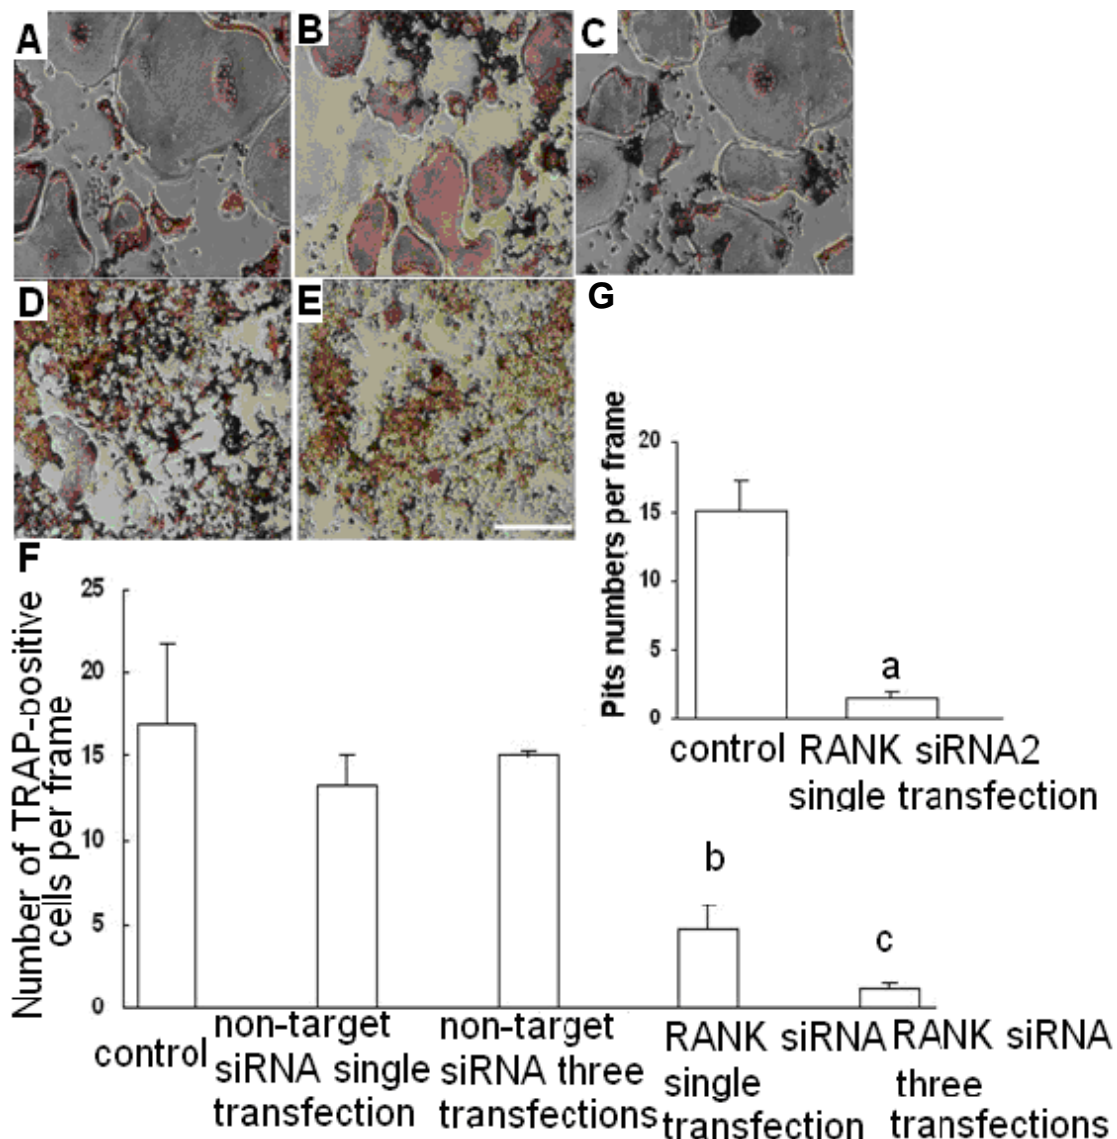 A
B
C
D
E
G
Pits numbers per frame
20
15
10
5
0
a
control
RANK siRNA2
single transfection
F
Number of TRAP-positive
cells per frame
25
20
15
10
5
0
b
c
control
non-target
siRNA single
transfection
non-target
siRNA three
transfections
RANK siRNA
single
transfection
RANK siRNA
three
transfections